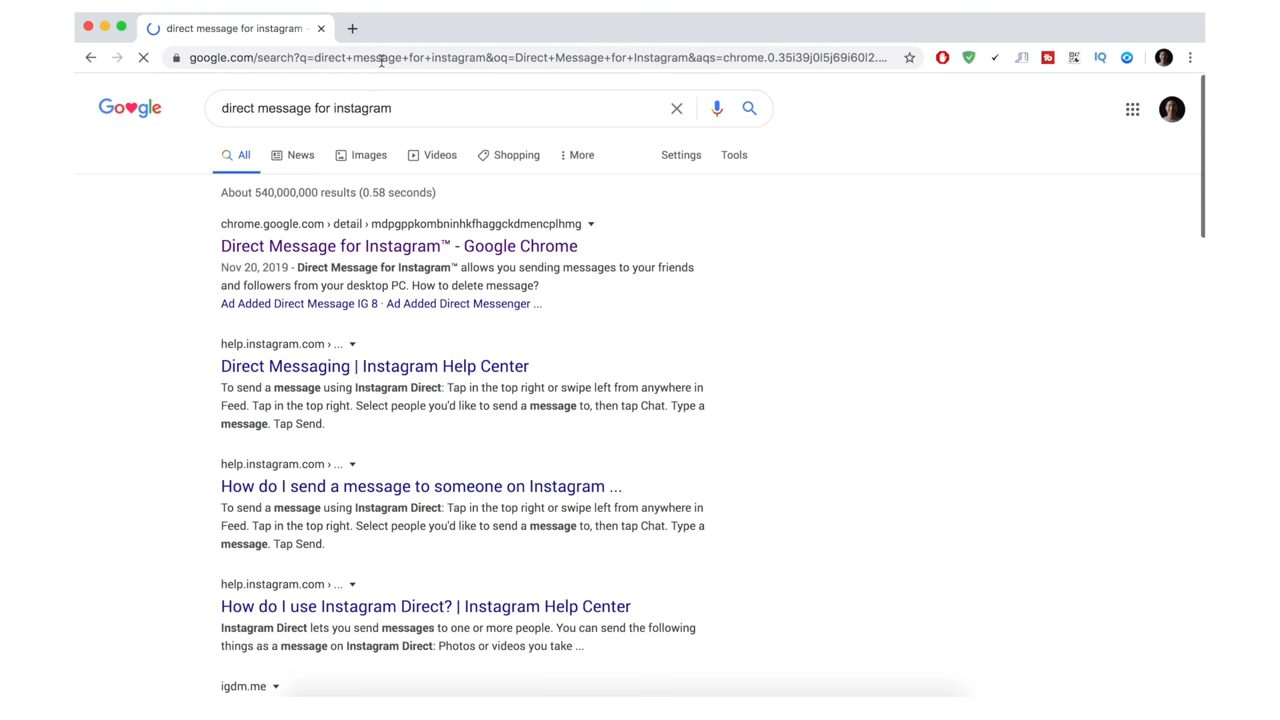 direct message for instagram
google.com/search?q=direct+message+for+instagram&oq=Direct+Message+for+Instagram&aqs=chrome.0.35i39j0l5j69i60l2....
Google
direct message for instagram
All News Images Videos Shopping More Settings Tools
About 540,000,000 results (0.58 seconds)
chrome.google.com › detail › mdpgppkombninhkfhaggckdmencplhmg
Direct Message for Instagram™ - Google Chrome
Nov 20, 2019 - Direct Message for Instagram™ allows you sending messages to your friends
and followers from your desktop PC. How to delete message?
Ad Added Direct Message IG 8 · Ad Added Direct Messenger ...
help.instagram.com › ...
Direct Messaging | Instagram Help Center
To send a message using Instagram Direct: Tap in the top right or swipe left from anywhere in
Feed. Tap in the top right. Select people you'd like to send a message to, then tap Chat. Type a
message. Tap Send.
help.instagram.com › ...
How do I send a message to someone on Instagram ...
To send a message using Instagram Direct: Tap in the top right or swipe left from anywhere in
Feed. Tap in the top right. Select people you'd like to send a message to, then tap Chat. Type a
message. Tap Send.
help.instagram.com › ...
How do I use Instagram Direct? | Instagram Help Center
Instagram Direct lets you send messages to one or more people. You can send the following
things as a message on Instagram Direct: Photos or videos you take ...
igdm.me